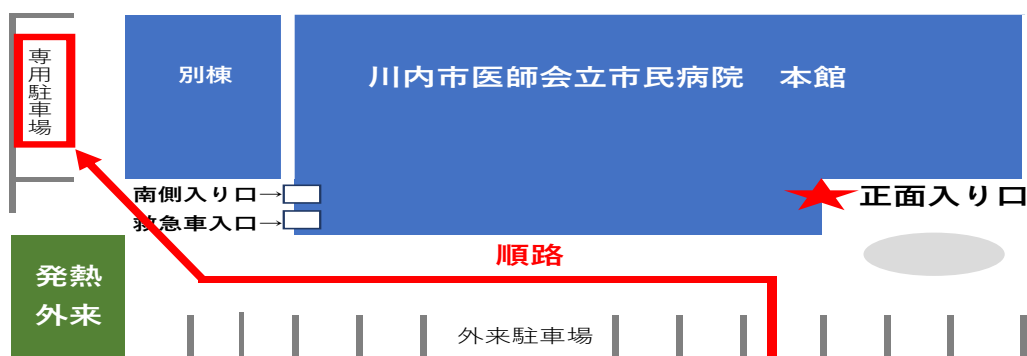 専用駐車場
別棟
川内市医師会立市民病院　本館
南側入り口→
救急車入口→
正面入り口
順路
発熱
外来
外来駐車場